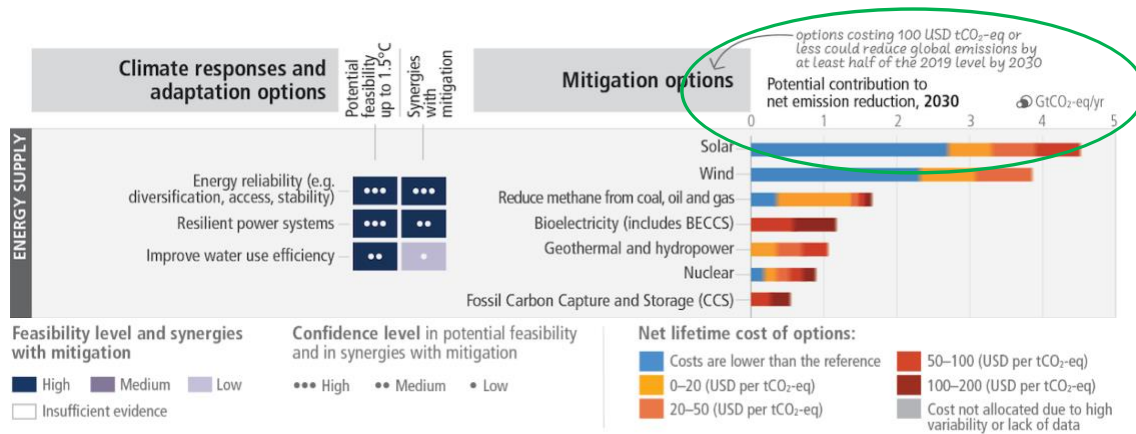 Climate responses and
adaptation options
Potential
feasibility
up to 1.5°C
Synergies
with
mitigation
Mitigation options
options costing 100 USD tCO₂-eq or
less could reduce global emissions by
at least half of the 2019 level by 2030
Potential contribution to
net emission reduction, 2030
GtCO₂-eq/yr
0 1 2 3 4 5
ENERGY SUPPLY
Energy reliability (e.g.
diversification, access, stability)
Resilient power systems
Improve water use efficiency
Solar
Wind
Reduce methane from coal, oil and gas
Bioelectricity (includes BECCS)
Geothermal and hydropower
Nuclear
Fossil Carbon Capture and Storage (CCS)
Feasibility level and synergies
with mitigation
High Medium Low
Insufficient evidence
Confidence level in potential feasibility
and in synergies with mitigation
••• High •• Medium • Low
Net lifetime cost of options:
Costs are lower than the reference
0–20 (USD per tCO₂-eq)
20–50 (USD per tCO₂-eq)
50–100 (USD per tCO₂-eq)
100–200 (USD per tCO₂-eq)
Cost not allocated due to high
variability or lack of data